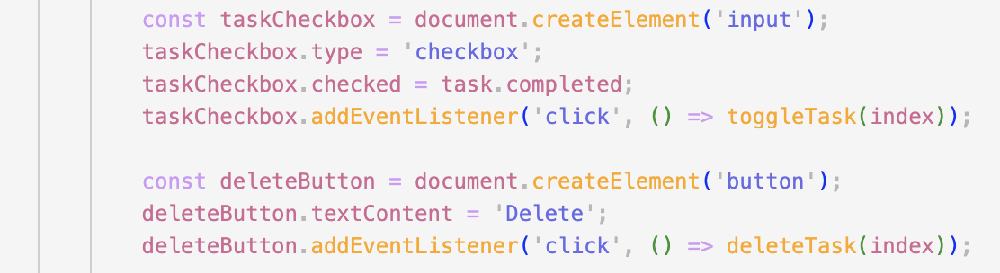 const taskCheckbox = document.createElement('input');
taskCheckbox.type = 'checkbox';
taskCheckbox.checked = task.completed;
taskCheckbox.addEventListener('click', () => toggleTask(index));
const deleteButton = document.createElement('button');
deleteButton.textContent = 'Delete';
deleteButton.addEventListener('click', () => deleteTask(index));